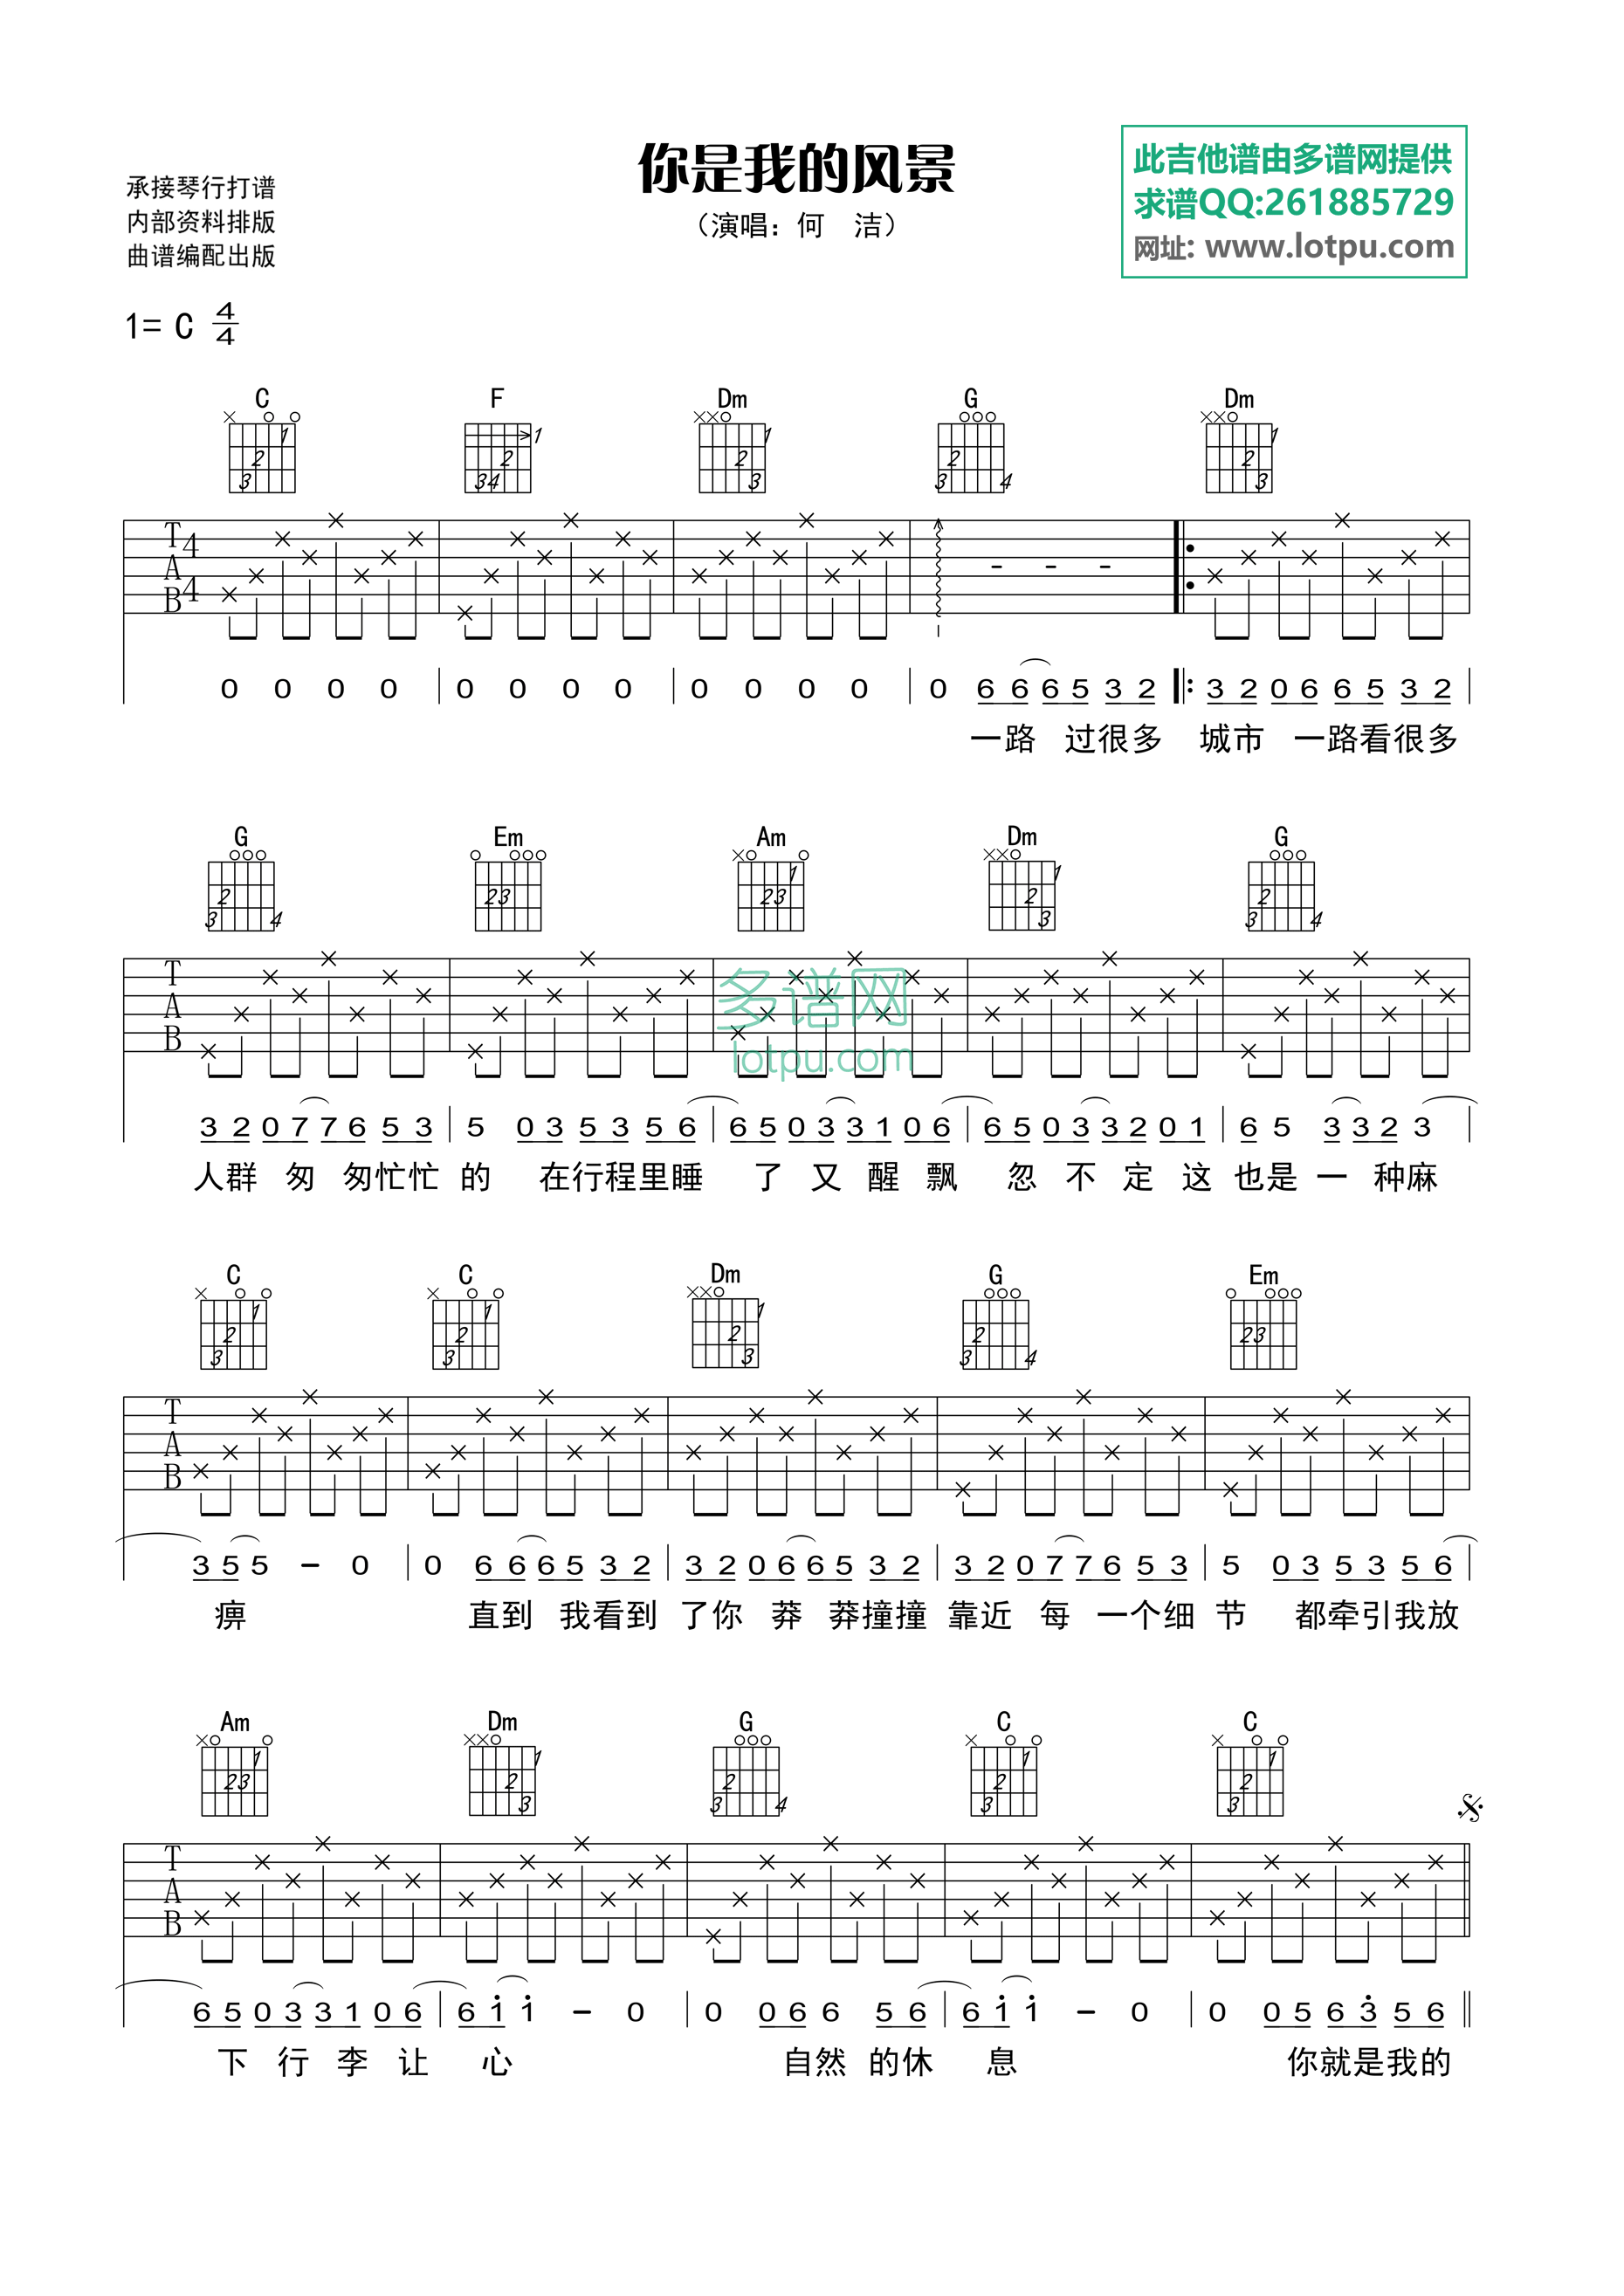 你是我的风景
（演唱：何　洁）
承接琴行打谱
内部资料排版
曲谱编配出版
此吉他谱由多谱网提供
求谱QQ:261885729
网址: www.lotpu.com
1= C 4/4
C F Dm G Dm
T A B 4 4
0 0 0 0 | 0 0 0 0 | 0 0 0 0 | 0 6 6 6 5 3 2 |: 3 2 0 6 6 5 3 2 |
一路 过很多 城市 一路看很多
G Em Am Dm G
T A B
3 2 0 7 7 6 5 3 | 5 0 3 5 3 5 6 | 6 5 0 3 3 1 0 6 | 6 5 0 3 3 2 0 1 | 6 5 3 3 2 3 |
人群 匆 匆忙忙 的 在行程里睡 了 又 醒 飘 忽 不 定 这 也是 一 种麻
多谱网
lotpu.com
C C Dm G Em
T A B
3 5 5 – 0 | 0 6 6 6 5 3 2 | 3 2 0 6 6 5 3 2 | 3 2 0 7 7 6 5 3 | 5 0 3 5 3 5 6 |
痹 直到 我看到 了你 莽 莽撞撞 靠近 每 一个细 节 都牵引我放
Am Dm G C C
T A B
6 5 0 3 3 1 0 6 | 6 1̇ 1̇ – 0 | 0 0 6 6 5 6 | 6 1̇ 1̇ – 0 | 0 0 5 6 3̇ 5 6 ||
下 行 李 让 心 自然 的休 息 你就是我的